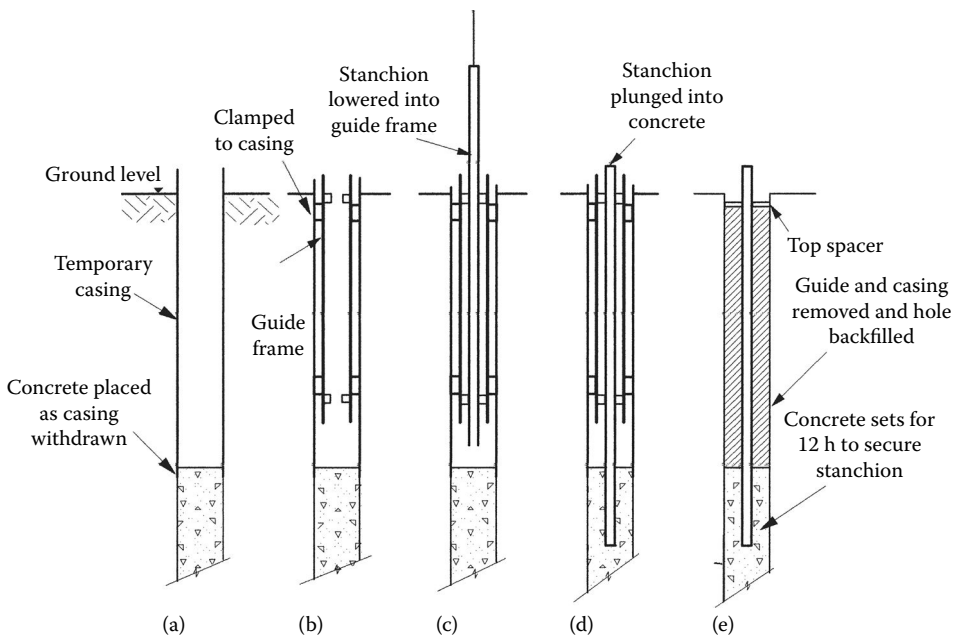 Stanchion
lowered into
guide frame
Stanchion
plunged into
concrete
Clamped
to casing
Ground level
Temporary
casing
Guide
frame
Concrete placed
as casing
withdrawn
Top spacer
Guide and casing
removed and hole
backfilled
Concrete sets for
12 h to secure
stanchion
(a)
(b)
(c)
(d)
(e)